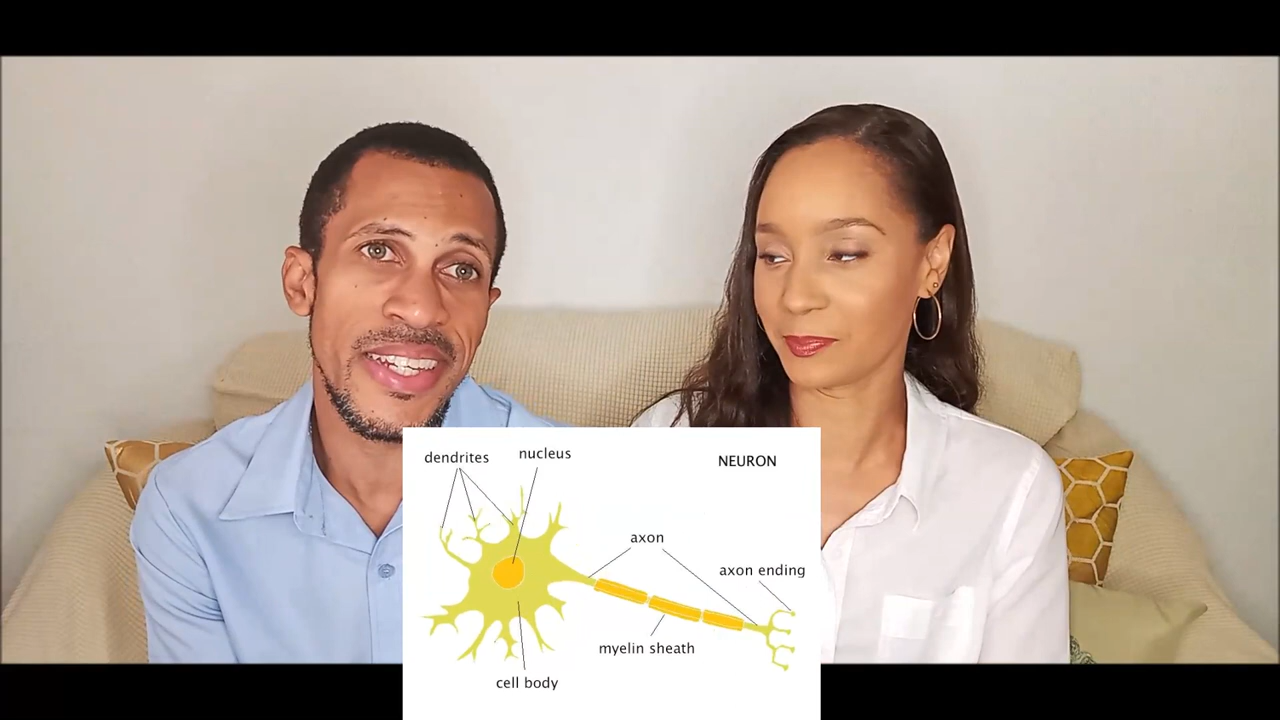 dendrites
nucleus
NEURON
axon
axon ending
myelin sheath
cell body